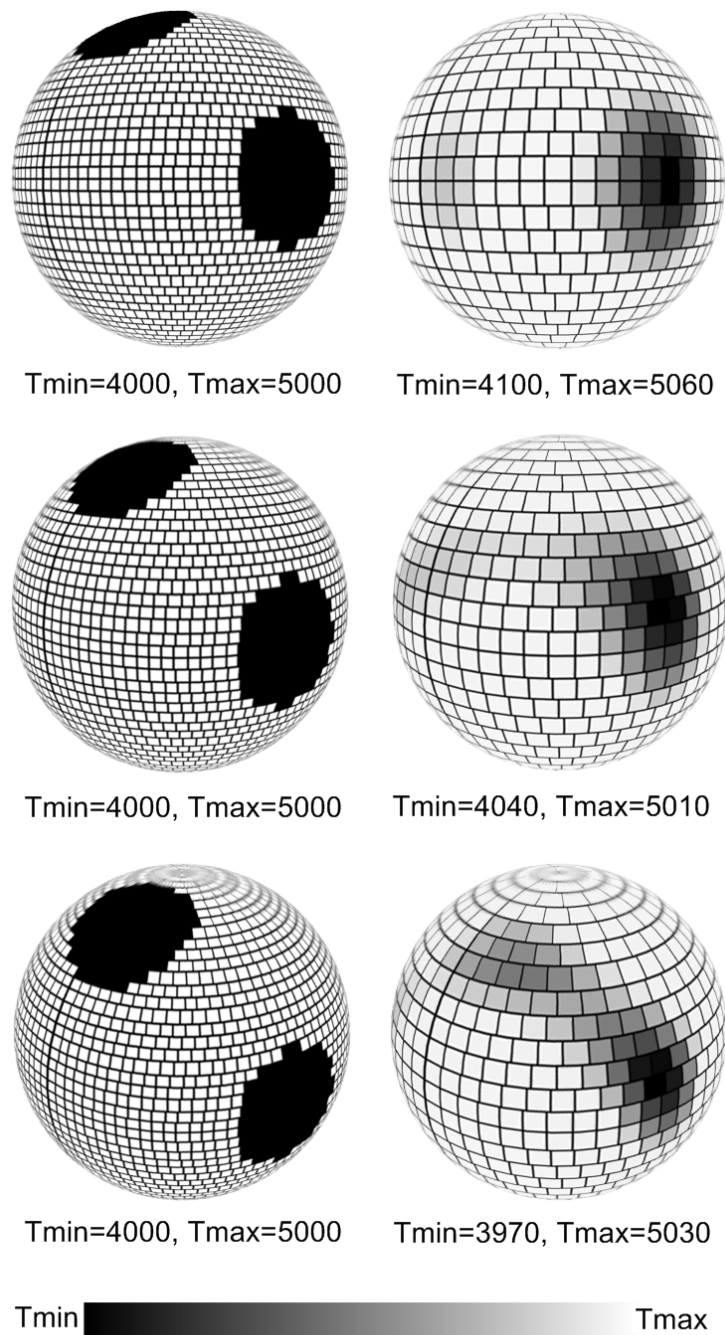 Tmin=4000, Tmax=5000
Tmin=4100, Tmax=5060
Tmin=4000, Tmax=5000
Tmin=4040, Tmax=5010
Tmin=4000, Tmax=5000
Tmin=3970, Tmax=5030
Tmin
Tmax